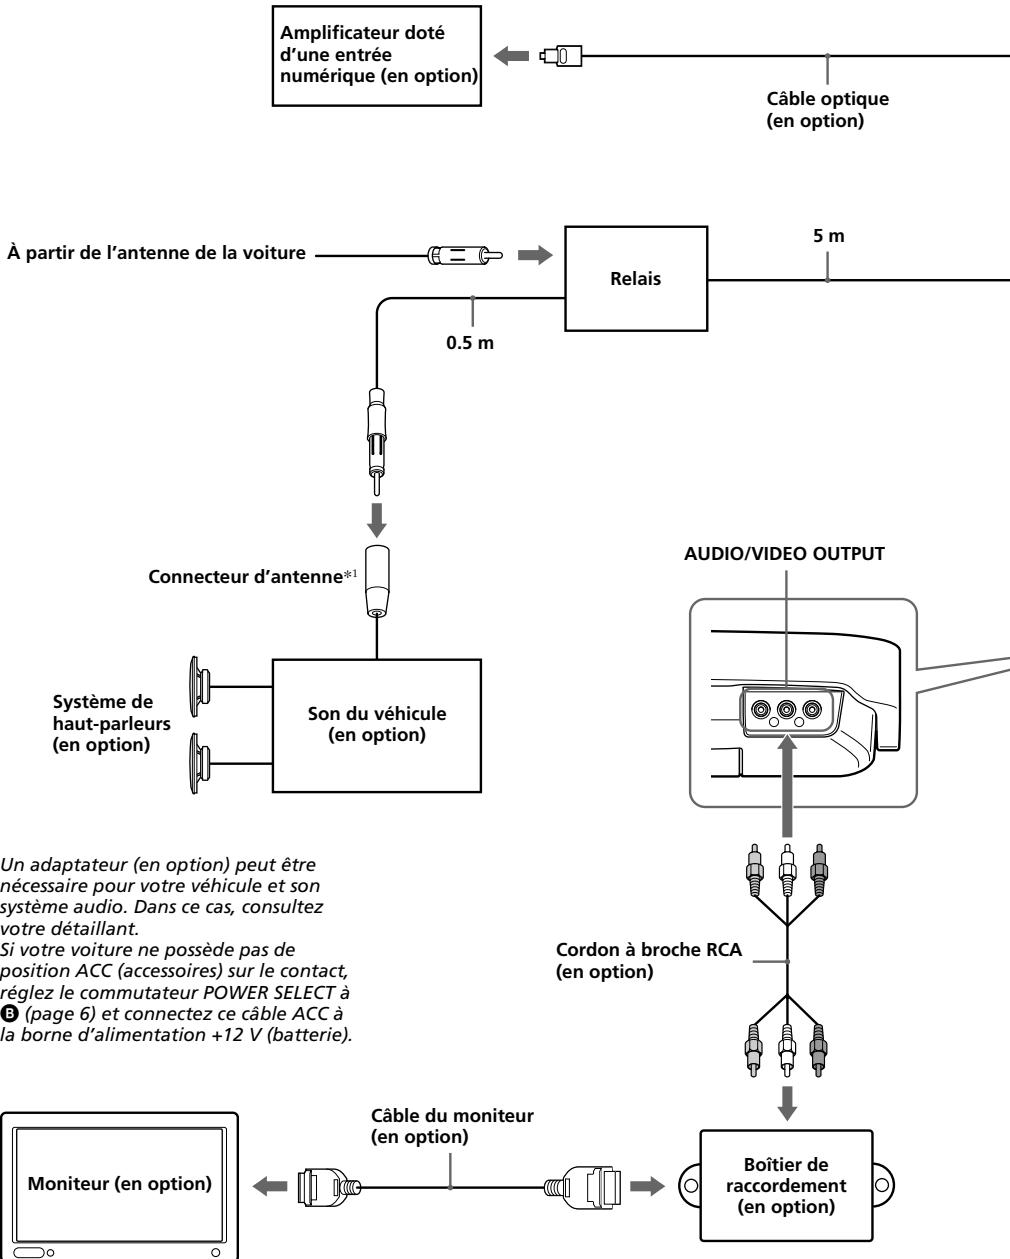 Amplificateur doté
d'une entrée
numérique (en option)
Câble optique
(en option)
À partir de l'antenne de la voiture
Relais
5 m
0.5 m
Connecteur d'antenne*1
AUDIO/VIDEO OUTPUT
Système de
haut-parleurs
(en option)
Son du véhicule
(en option)
Un adaptateur (en option) peut être
nécessaire pour votre véhicule et son
système audio. Dans ce cas, consultez
votre détaillant.
Si votre voiture ne possède pas de
position ACC (accessoires) sur le contact,
réglez le commutateur POWER SELECT à
B (page 6) et connectez ce câble ACC à
la borne d'alimentation +12 V (batterie).
Cordon à broche RCA
(en option)
Câble du moniteur
(en option)
Moniteur (en option)
Boîtier de
raccordement
(en option)